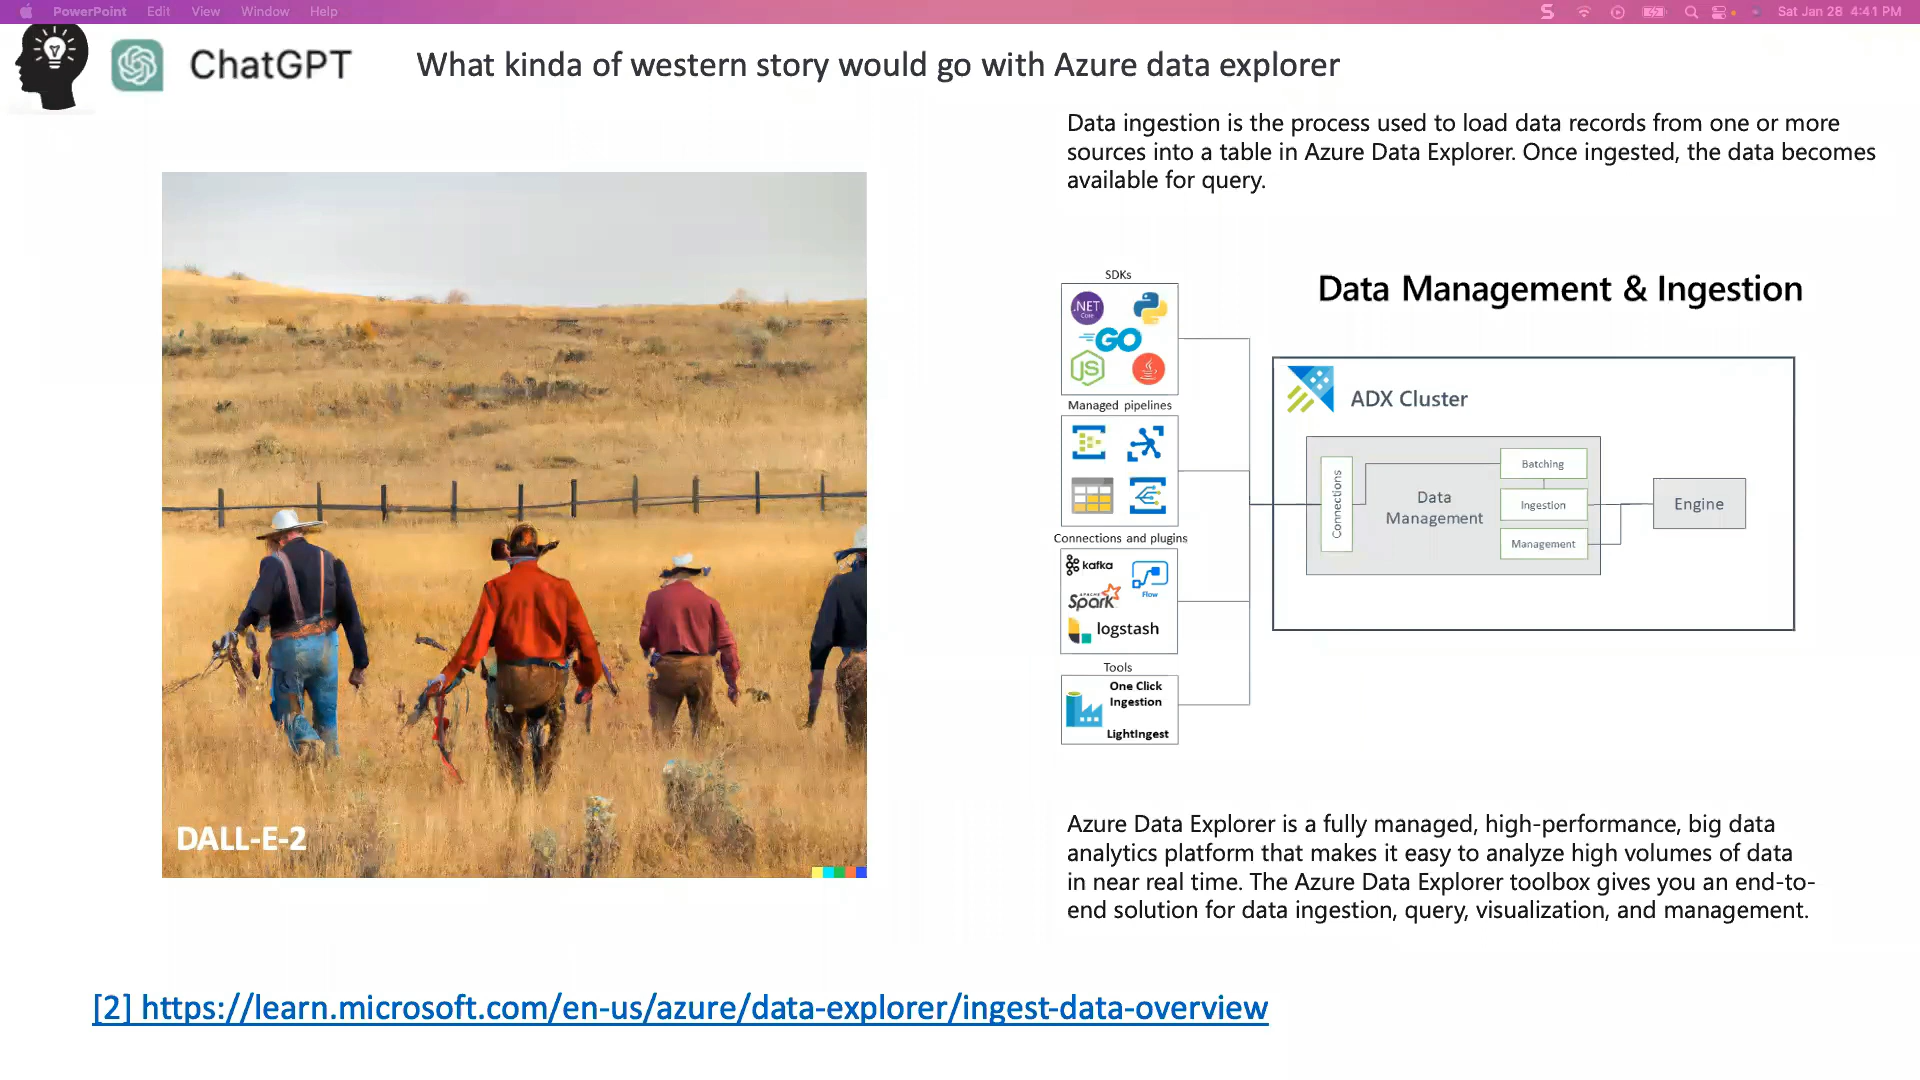 PowerPoint Edit View Window Help
Sat Jan 28 4:41 PM
ChatGPT
What kinda of western story would go with Azure data explorer
Data ingestion is the process used to load data records from one or more
sources into a table in Azure Data Explorer. Once ingested, the data becomes
available for query.
DALL-E-2
Data Management & Ingestion
SDKs
.NET
Core
GO
JS
Managed pipelines
Connections and plugins
kafka
Flow
APACHE
Spark
logstash
Tools
One Click
Ingestion
LightIngest
ADX Cluster
Connections
Data
Management
Batching
Ingestion
Management
Engine
Azure Data Explorer is a fully managed, high-performance, big data
analytics platform that makes it easy to analyze high volumes of data
in near real time. The Azure Data Explorer toolbox gives you an end-to-
end solution for data ingestion, query, visualization, and management.
[2] https://learn.microsoft.com/en-us/azure/data-explorer/ingest-data-overview